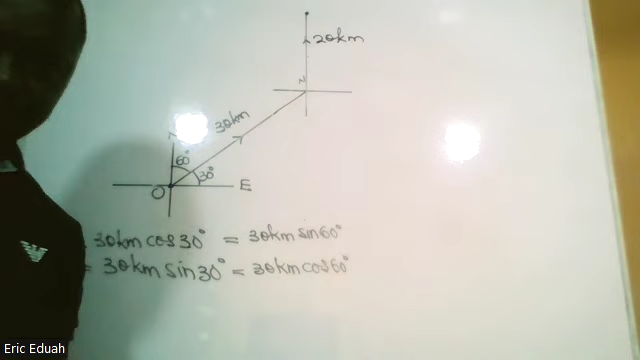 20km
N
30km
60°
30°
O
E
30km cos 30° = 30km sin 60°
= 30km sin 30° = 30km cos 60°
Eric Eduah